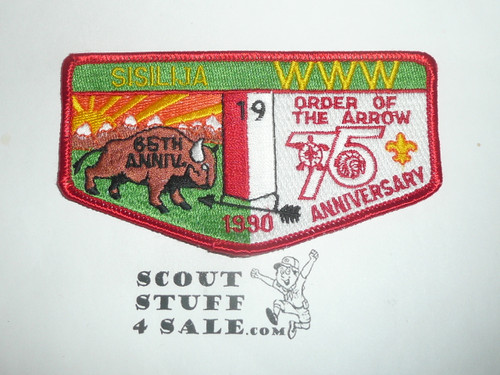 SISILIJA WWW
65TH
ANNIV.
19
1990
ORDER OF
THE ARROW
75
ANNIVERSARY
SCOUT
STUFF
4 SALE.COM